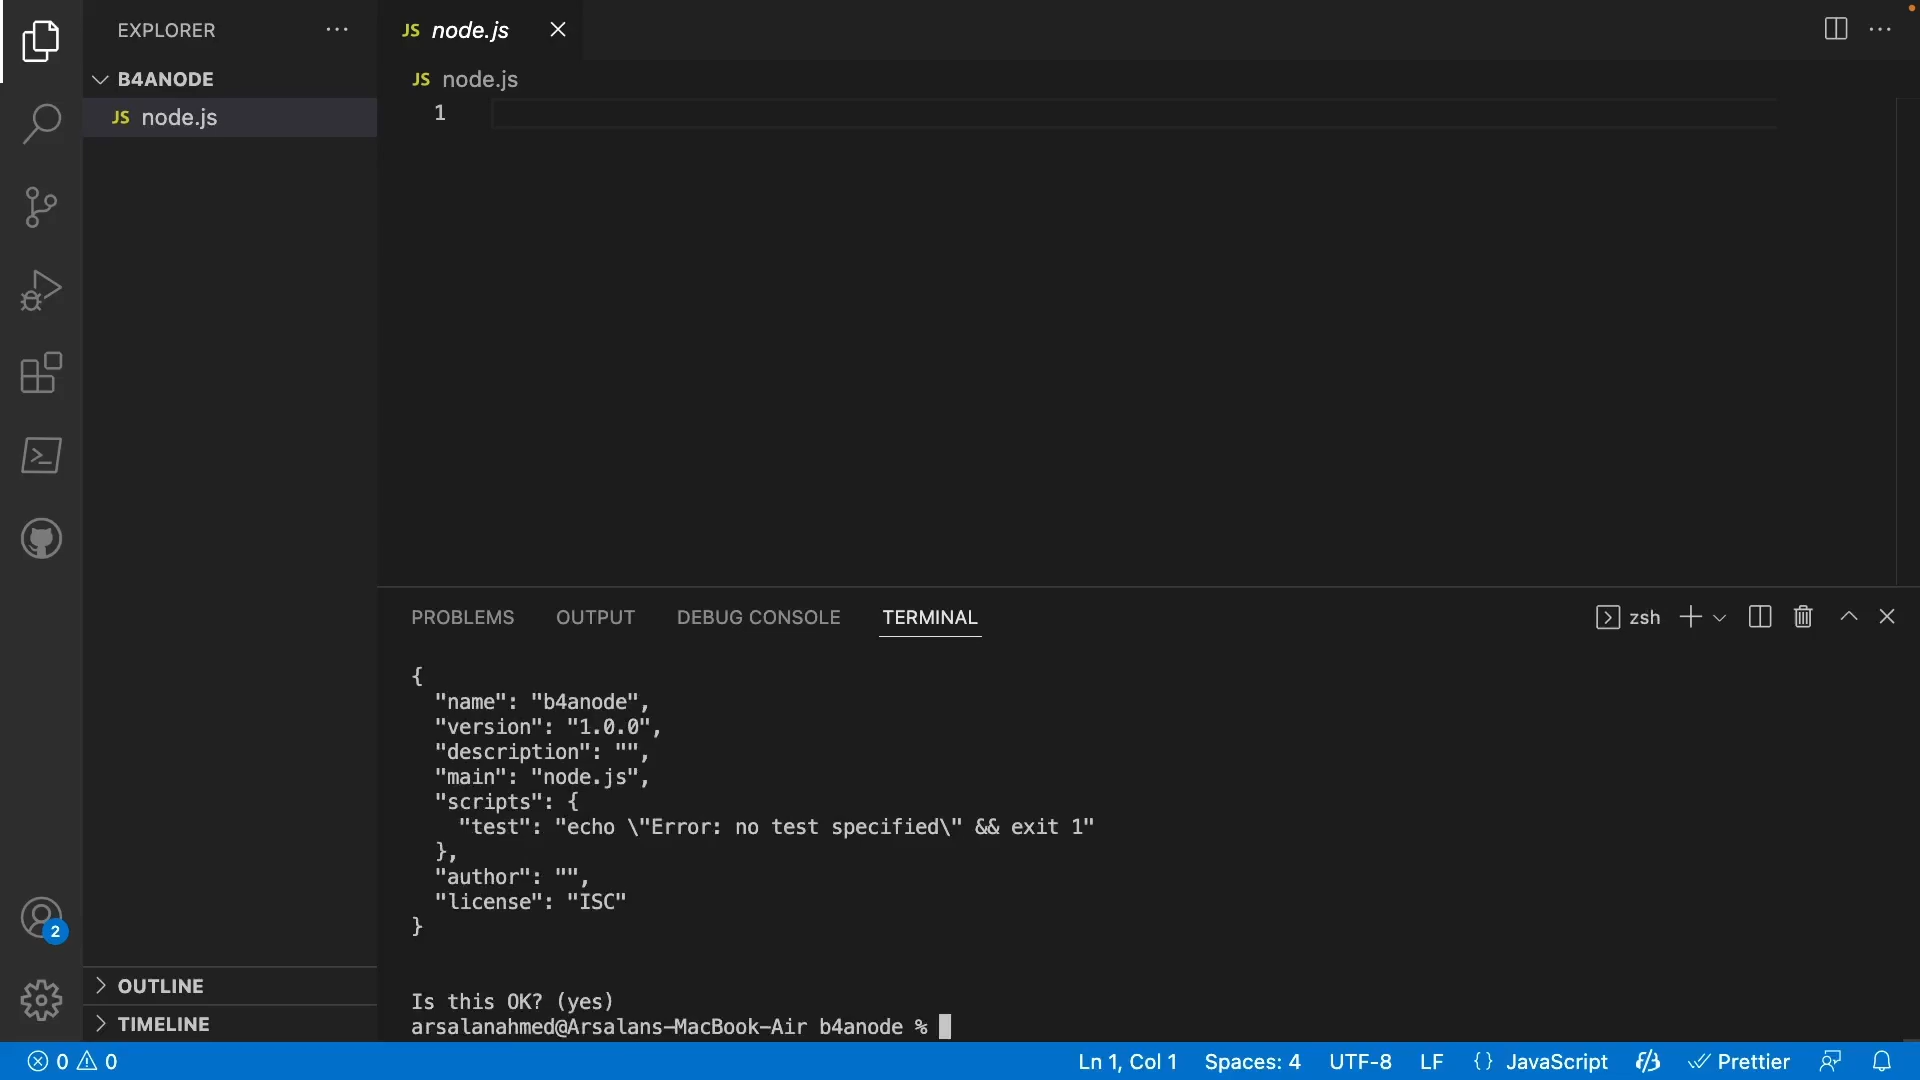 EXPLORER
B4ANODE
JS node.js
JS node.js
JS node.js
1
PROBLEMS OUTPUT DEBUG CONSOLE TERMINAL
zsh
{
"name": "b4anode",
"version": "1.0.0",
"description": "",
"main": "node.js",
"scripts": {
"test": "echo \"Error: no test specified\" && exit 1"
},
"author": "",
"license": "ISC"
}
Is this OK? (yes)
arsalanahmed@Arsalans-MacBook-Air b4anode %
2
OUTLINE
TIMELINE
0 0
Ln 1, Col 1 Spaces: 4 UTF-8 LF {} JavaScript Prettier